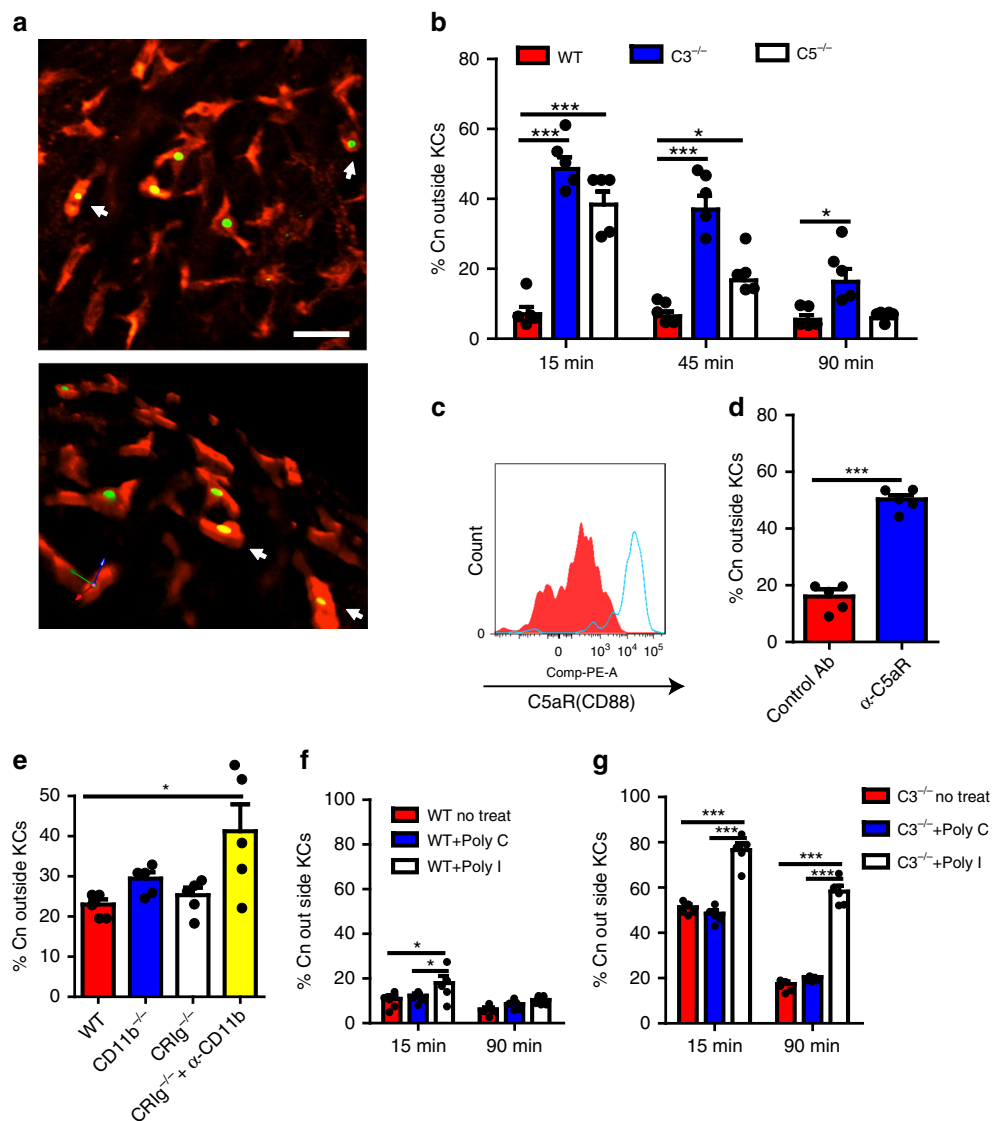 a
b
WT
C3−/−
C5−/−
% Cn outside KCs
80
60
40
20
0
***
***
***
*
*
15 min
45 min
90 min
c
Count
0
0
10³
10⁴
10⁵
Comp-PE-A
C5aR(CD88)
d
% Cn outside KCs
80
60
40
20
0
***
Control Ab
α-C5aR
e
% Cn outside KCs
50
40
30
20
10
0
*
WT
CD11b−/−
CRIg−/−
CRIg−/− + α-CD11b
f
% Cn outside KCs
100
80
60
40
20
0
WT no treat
WT+Poly C
WT+Poly I
*
*
15 min
90 min
g
% Cn out side KCs
100
80
60
40
20
0
C3−/− no treat
C3−/−+Poly C
C3−/−+Poly I
***
***
***
***
15 min
90 min